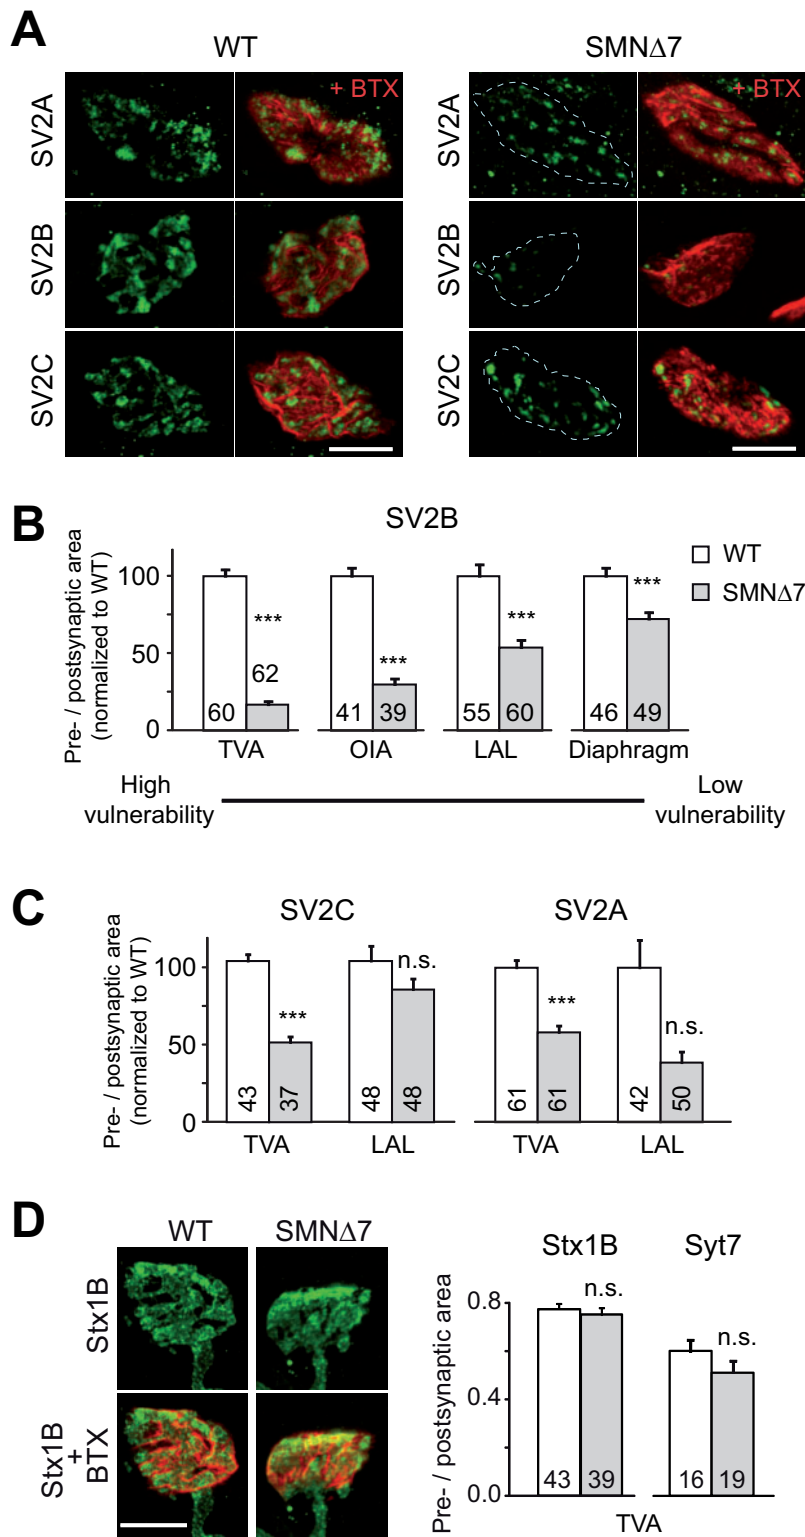 A
WT
SMNΔ7
SV2A
+ BTX
SV2A
+ BTX
SV2B
SV2B
SV2C
SV2C
B
SV2B
Pre- / postsynaptic area
(normalized to WT)
100
50
0
***
62
60
TVA
***
41
39
OIA
***
55
60
LAL
***
46
49
Diaphragm
WT
SMNΔ7
High
vulnerability
Low
vulnerability
C
SV2C
SV2A
Pre- / postsynaptic area
(normalized to WT)
100
50
0
***
43
37
TVA
n.s.
48
48
LAL
***
61
61
TVA
n.s.
42
50
LAL
D
WT
SMNΔ7
Stx1B
Stx1B
+
BTX
Stx1B
Syt7
Pre- / postsynaptic area
0.8
0.4
0.0
n.s.
43
39
n.s.
16
19
TVA